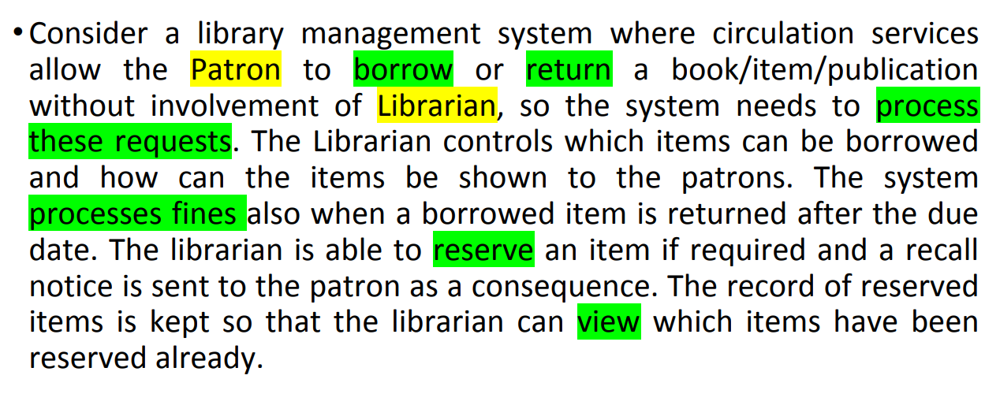 • Consider a library management system where circulation services
allow the Patron to borrow or return a book/item/publication
without involvement of Librarian, so the system needs to process
these requests. The Librarian controls which items can be borrowed
and how can the items be shown to the patrons. The system
processes fines also when a borrowed item is returned after the due
date. The librarian is able to reserve an item if required and a recall
notice is sent to the patron as a consequence. The record of reserved
items is kept so that the librarian can view which items have been
reserved already.